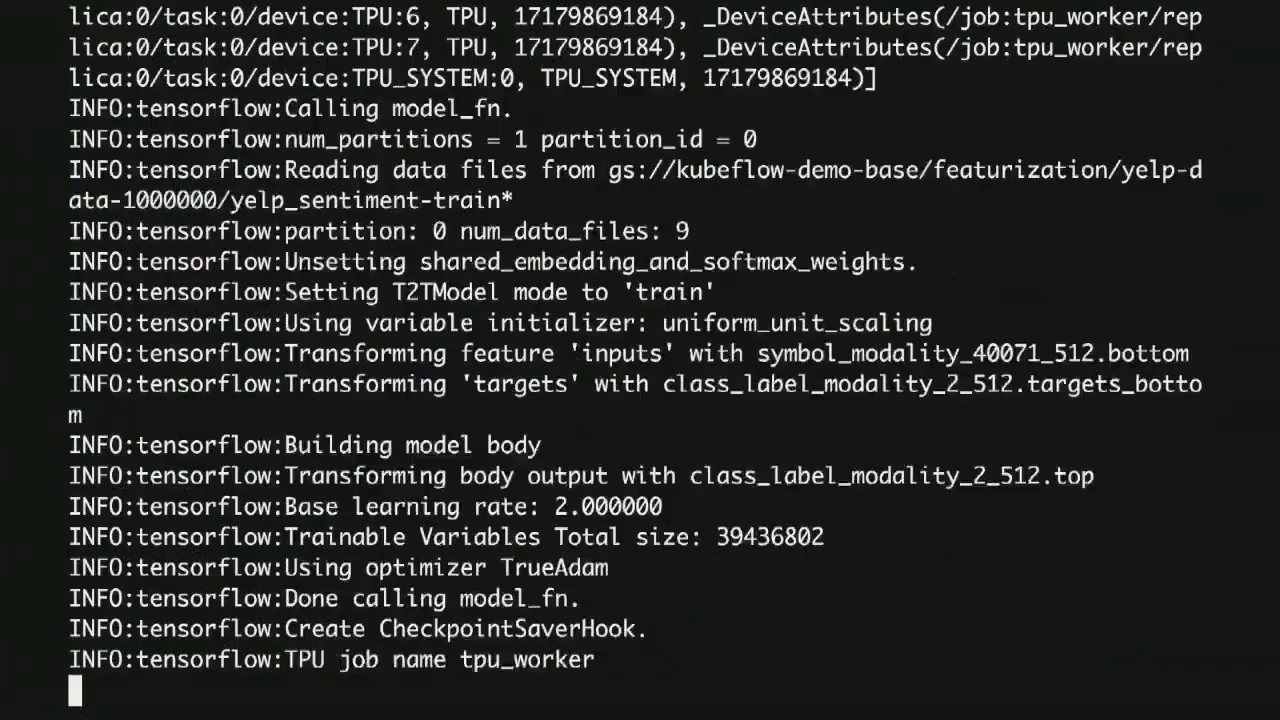 lica:0/task:0/device:TPU:6, TPU, 17179869184), _DeviceAttributes(/job:tpu_worker/rep
lica:0/task:0/device:TPU:7, TPU, 17179869184), _DeviceAttributes(/job:tpu_worker/rep
lica:0/task:0/device:TPU_SYSTEM:0, TPU_SYSTEM, 17179869184)]
INFO:tensorflow:Calling model_fn.
INFO:tensorflow:num_partitions = 1 partition_id = 0
INFO:tensorflow:Reading data files from gs://kubeflow-demo-base/featurization/yelp-d
ata-1000000/yelp_sentiment-train*
INFO:tensorflow:partition: 0 num_data_files: 9
INFO:tensorflow:Unsetting shared_embedding_and_softmax_weights.
INFO:tensorflow:Setting T2TModel mode to 'train'
INFO:tensorflow:Using variable initializer: uniform_unit_scaling
INFO:tensorflow:Transforming feature 'inputs' with symbol_modality_40071_512.bottom
INFO:tensorflow:Transforming 'targets' with class_label_modality_2_512.targets_botto
m
INFO:tensorflow:Building model body
INFO:tensorflow:Transforming body output with class_label_modality_2_512.top
INFO:tensorflow:Base learning rate: 2.000000
INFO:tensorflow:Trainable Variables Total size: 39436802
INFO:tensorflow:Using optimizer TrueAdam
INFO:tensorflow:Done calling model_fn.
INFO:tensorflow:Create CheckpointSaverHook.
INFO:tensorflow:TPU job name tpu_worker